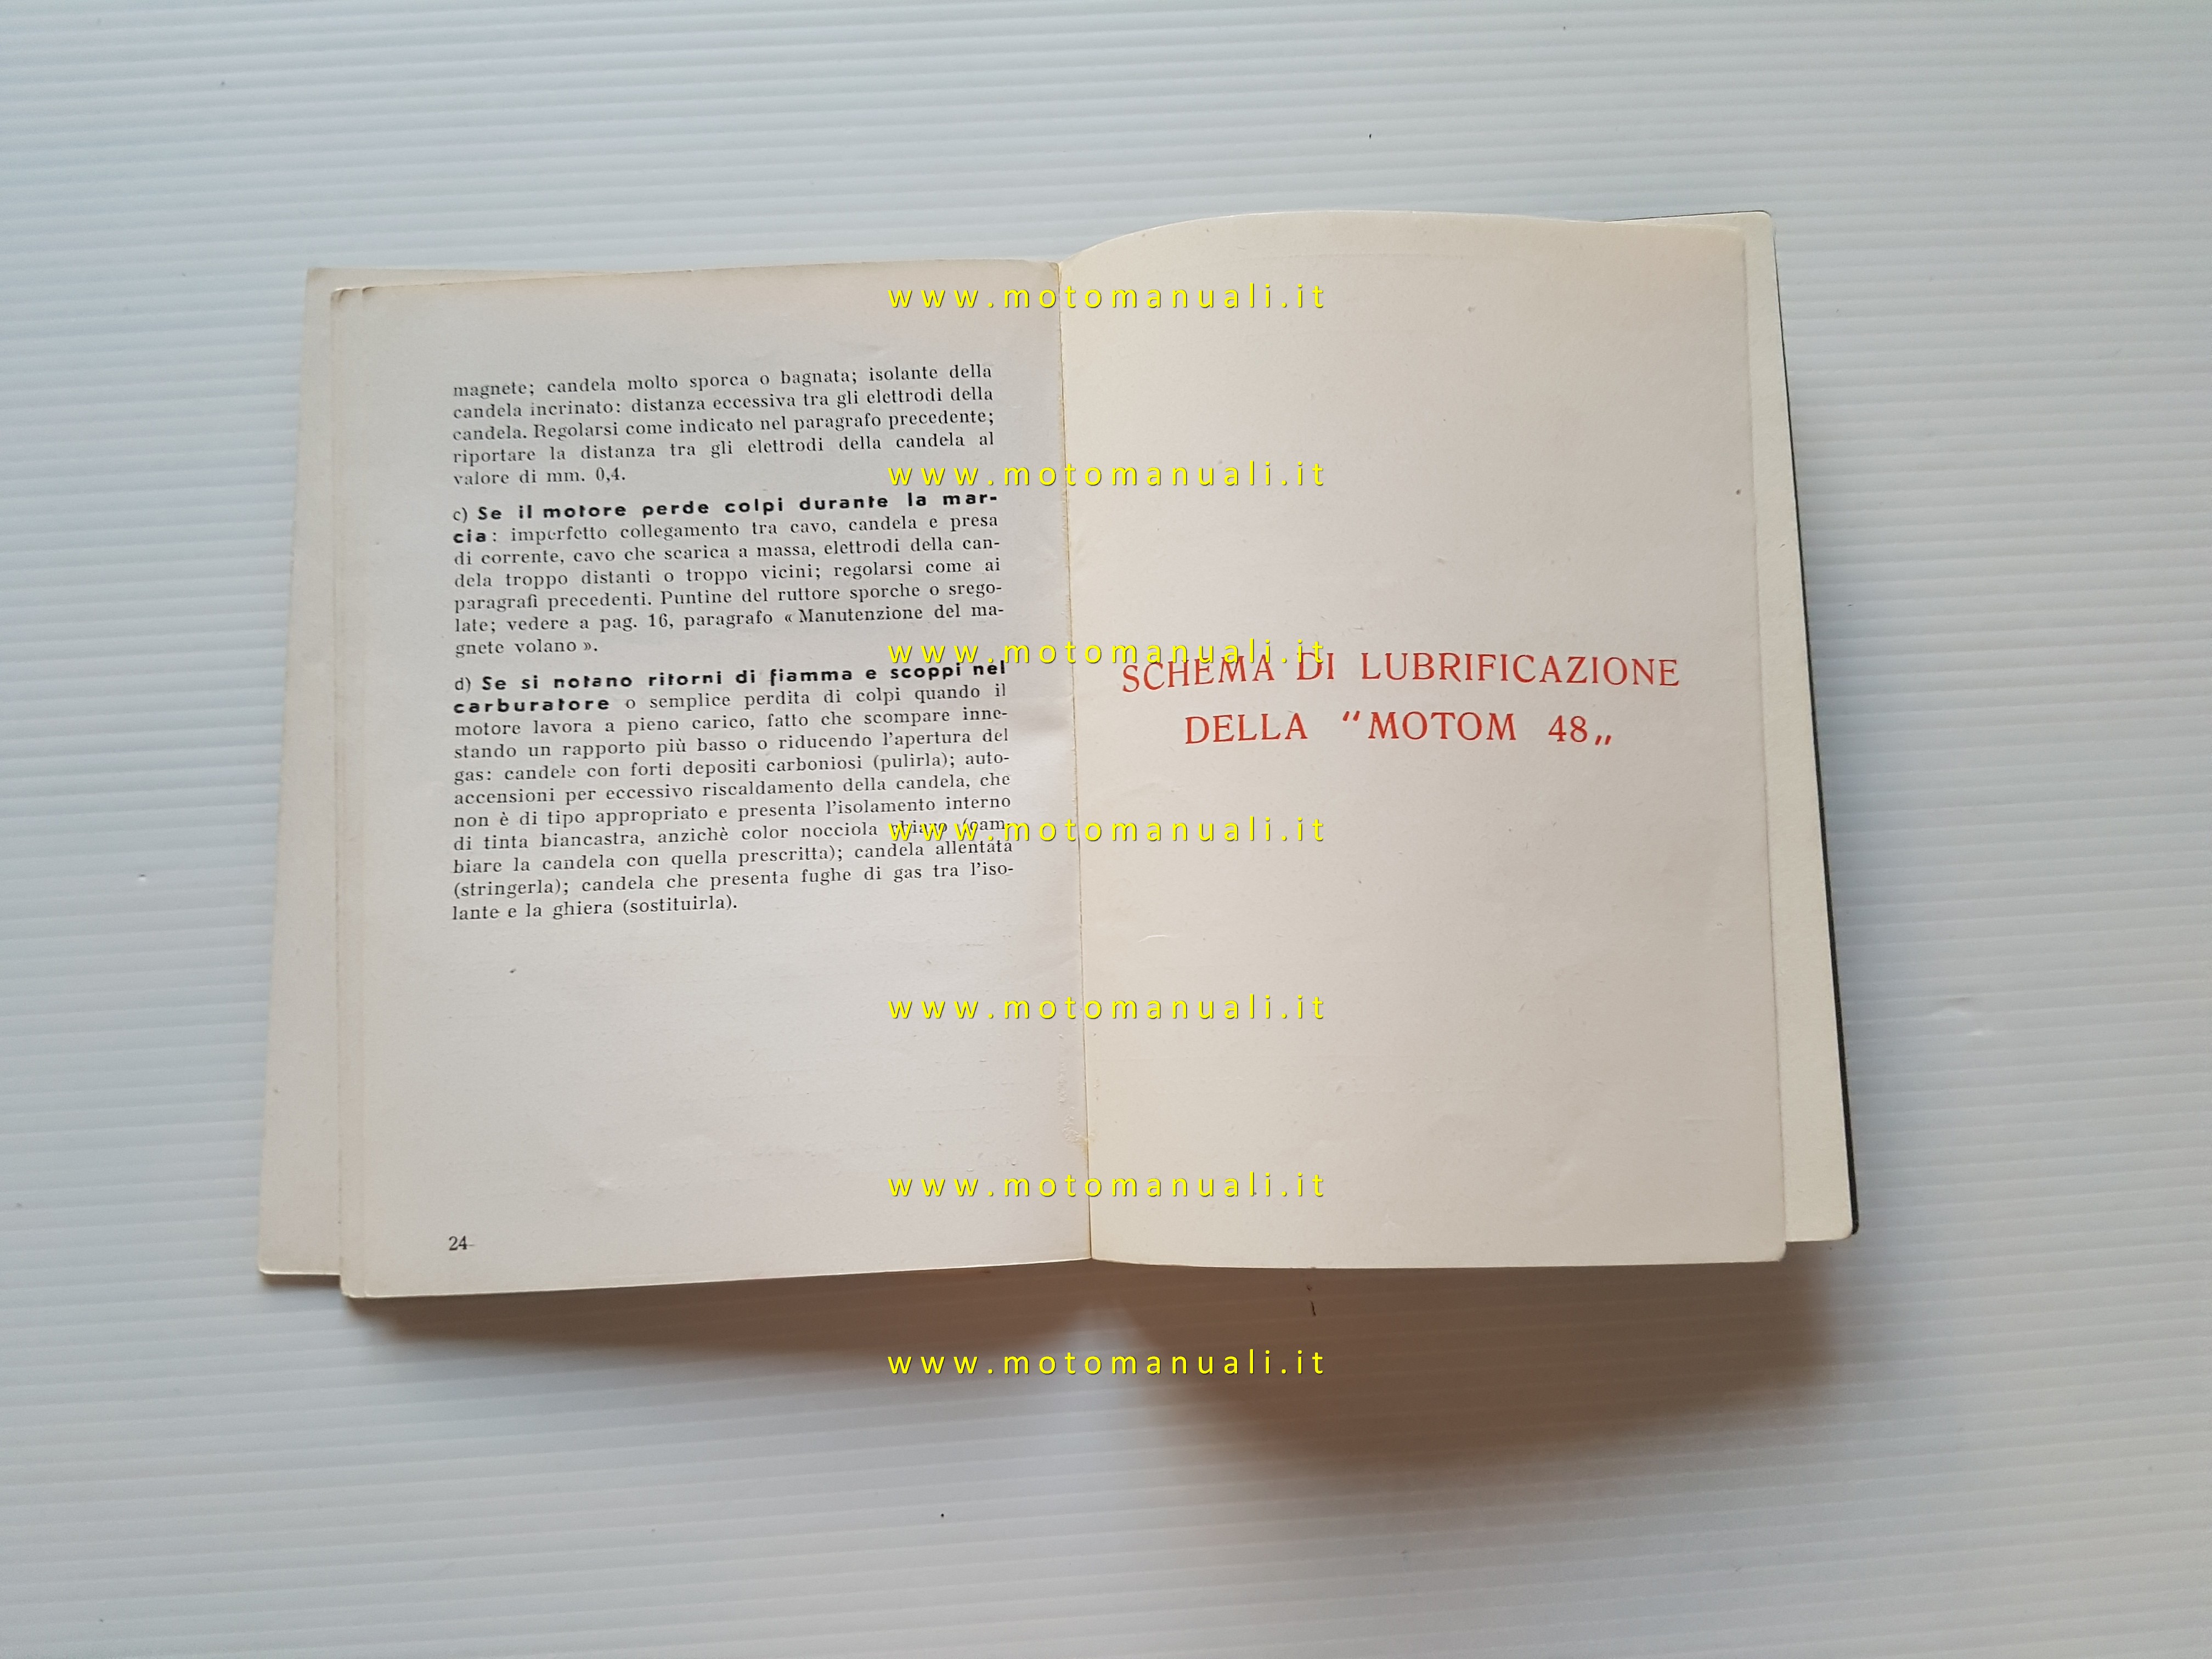 magnete; candela molto sporca o bagnata; isolante della
candela incrinato: distanza eccessiva tra gli elettrodi della
candela. Regolarsi come indicato nel paragrafo precedente;
riportare la distanza tra gli elettrodi della candela al
valore di mm. 0,4.
c) Se il motore perde colpi durante la mar-
cia: imperfetto collegamento tra cavo, candela e presa
di corrente, cavo che scarica a massa, elettrodi della can-
dela troppo distanti o troppo vicini; regolarsi come ai
paragrafi precedenti. Puntine del ruttore sporche o srego-
late; vedere a pag. 16, paragrafo « Manutenzione del ma-
gnete volano ».
d) Se si notano ritorni di fiamma e scoppi nel
carburatore o semplice perdita di colpi quando il
motore lavora a pieno carico, fatto che scompare inne-
stando un rapporto più basso o riducendo l'apertura del
gas: candele con forti depositi carboniosi (pulirla); auto-
accensioni per eccessivo riscaldamento della candela, che
non è di tipo appropriato e presenta l'isolamento interno
di tinta biancastra, anzichè color nocciola chiaro (cam-
biare la candela con quella prescritta); candela allentata
(stringerla); candela che presenta fughe di gas tra l'iso-
lante e la ghiera (sostituirla).
24
SCHEMA DI LUBRIFICAZIONE
DELLA "MOTOM 48„
www.motomanuali.it
www.motomanuali.it
www.motomanuali.it
www.motomanuali.it
www.motomanuali.it
www.motomanuali.it
www.motomanuali.it